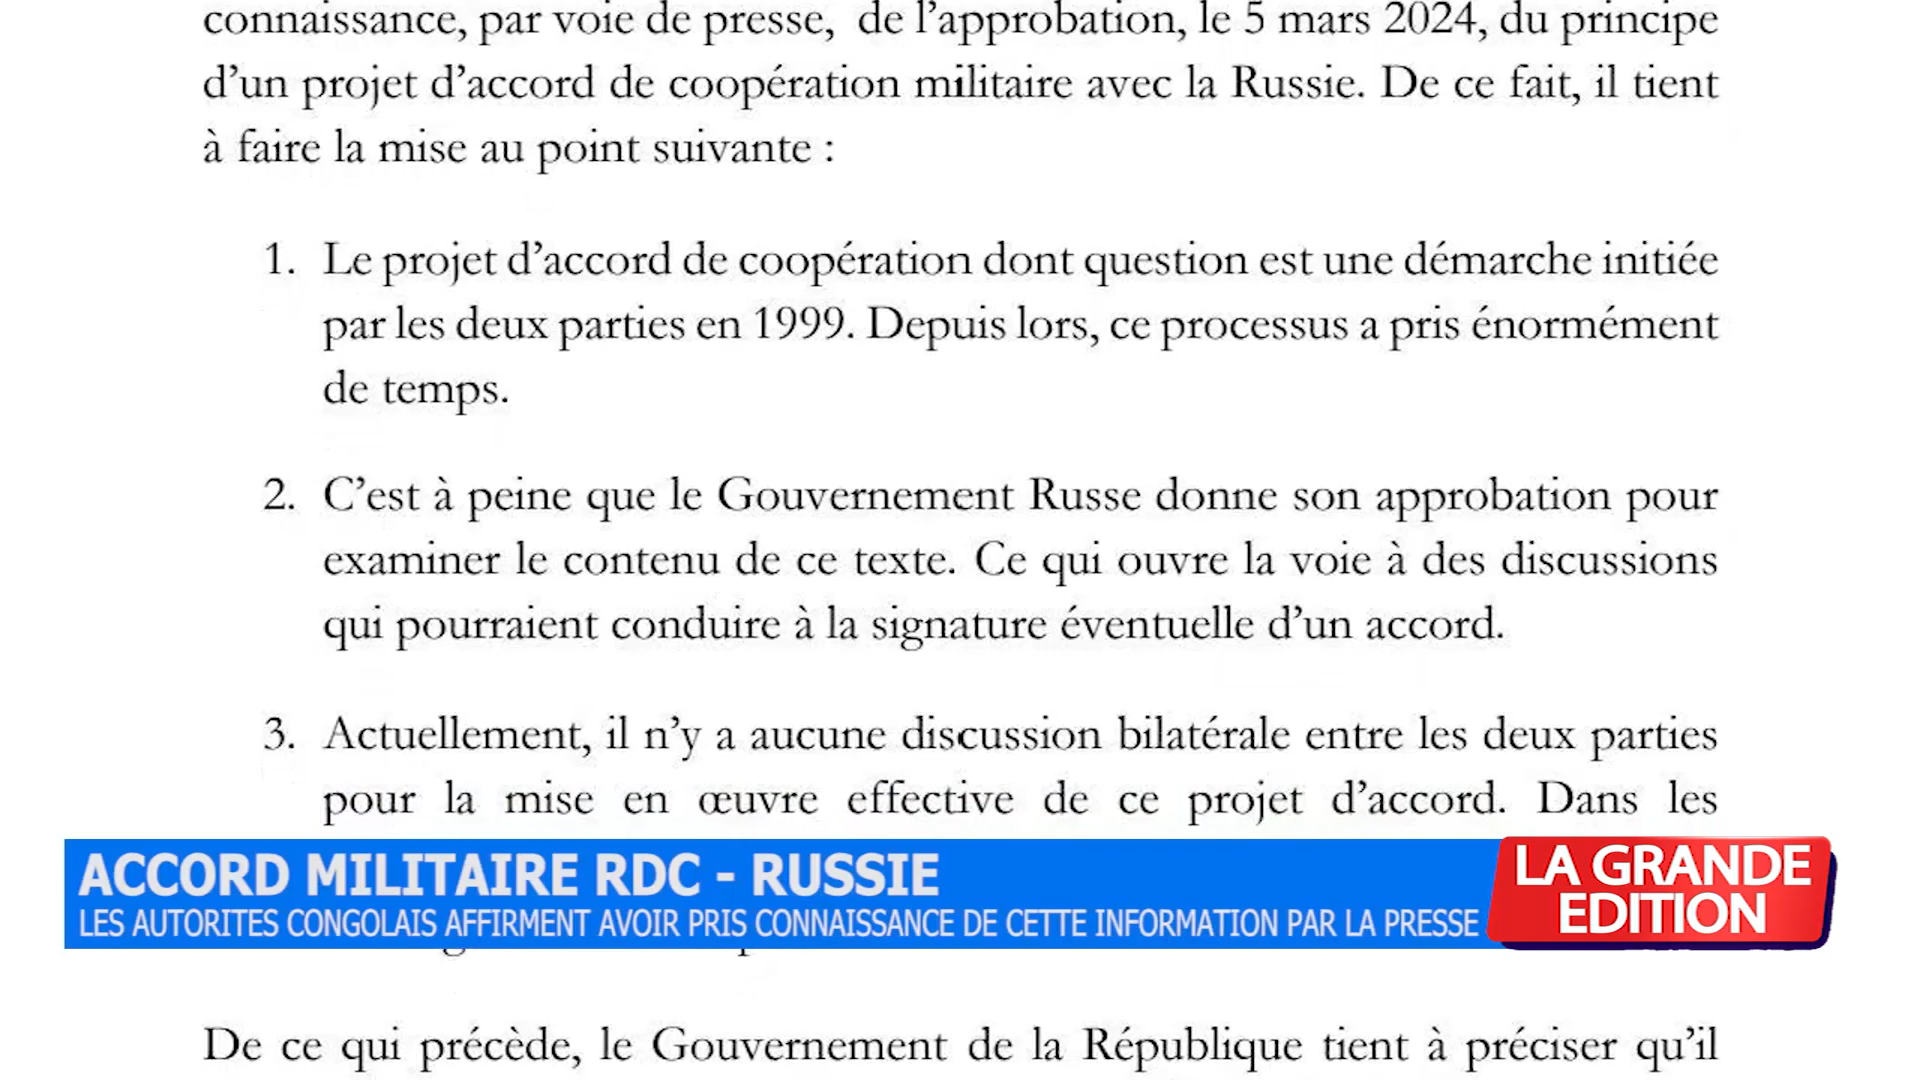 connaissance, par voie de presse, de l'approbation, le 5 mars 2024, du principe
d'un projet d'accord de coopération militaire avec la Russie. De ce fait, il tient
à faire la mise au point suivante :
1. Le projet d'accord de coopération dont question est une démarche initiée
par les deux parties en 1999. Depuis lors, ce processus a pris énormément
de temps.
2. C'est à peine que le Gouvernement Russe donne son approbation pour
examiner le contenu de ce texte. Ce qui ouvre la voie à des discussions
qui pourraient conduire à la signature éventuelle d'un accord.
3. Actuellement, il n'y a aucune discussion bilatérale entre les deux parties
pour la mise en œuvre effective de ce projet d'accord. Dans les
ACCORD MILITAIRE RDC - RUSSIE
LES AUTORITES CONGOLAIS AFFIRMENT AVOIR PRIS CONNAISSANCE DE CETTE INFORMATION PAR LA PRESSE
LA GRANDE
EDITION
De ce qui précède, le Gouvernement de la République tient à préciser qu'il